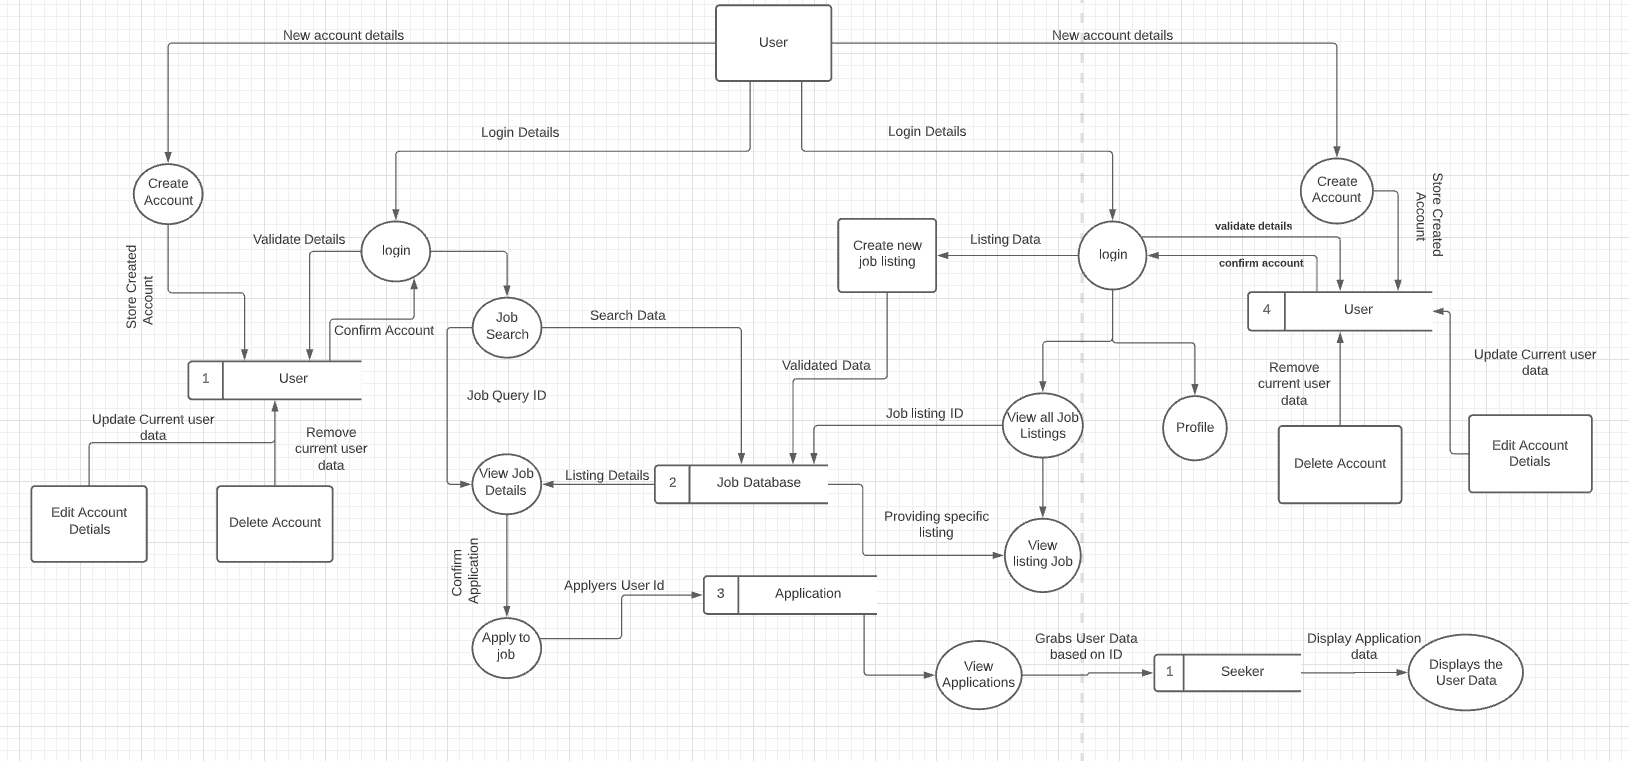 New account details
User
New account details
Login Details
Login Details
Create
Account
Create
Account
Store Created
Account
validate details
Validate Details
login
Create new
job listing
Listing Data
login
confirm account
Store Created
Account
Job
Search
Search Data
Confirm Account
4
User
1
User
Validated Data
Update Current user
data
Remove
current user
data
Job Query ID
Job listing ID
View all Job
Listings
Profile
Update Current user
data
Remove
current user
data
Edit Account
Detials
Delete Account
View Job
Details
Listing Details
2
Job Database
Delete Account
Edit Account
Detials
Providing specific
listing
View
listing Job
Confirm
Application
Applyers User Id
3
Application
Apply to
job
View
Applications
Grabs User Data
based on ID
1
Seeker
Display Application
data
Displays the
User Data